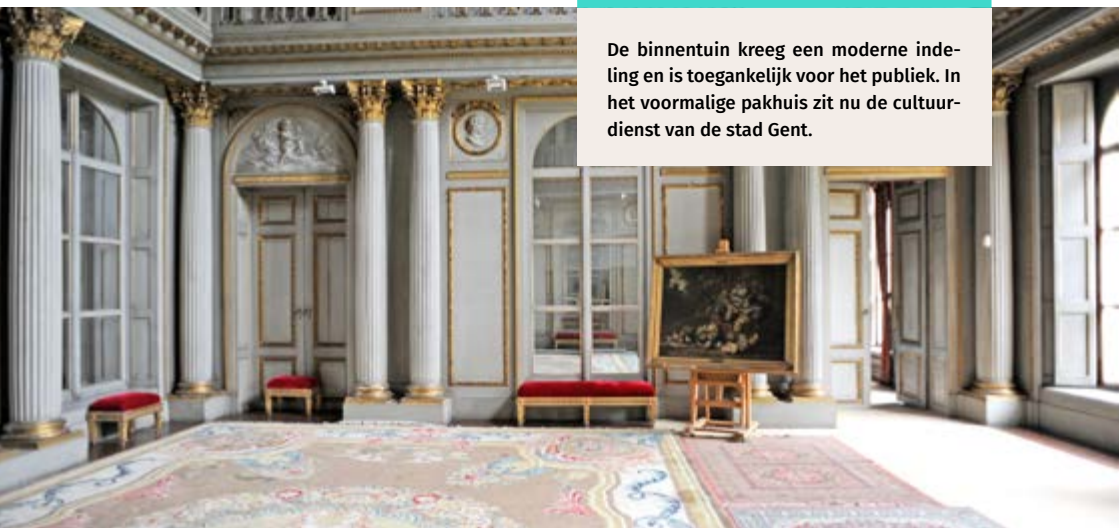 De binnentuin kreeg een moderne inde-
ling en is toegankelijk voor het publiek. In
het voormalige pakhuis zit nu de cultuur-
dienst van de stad Gent.